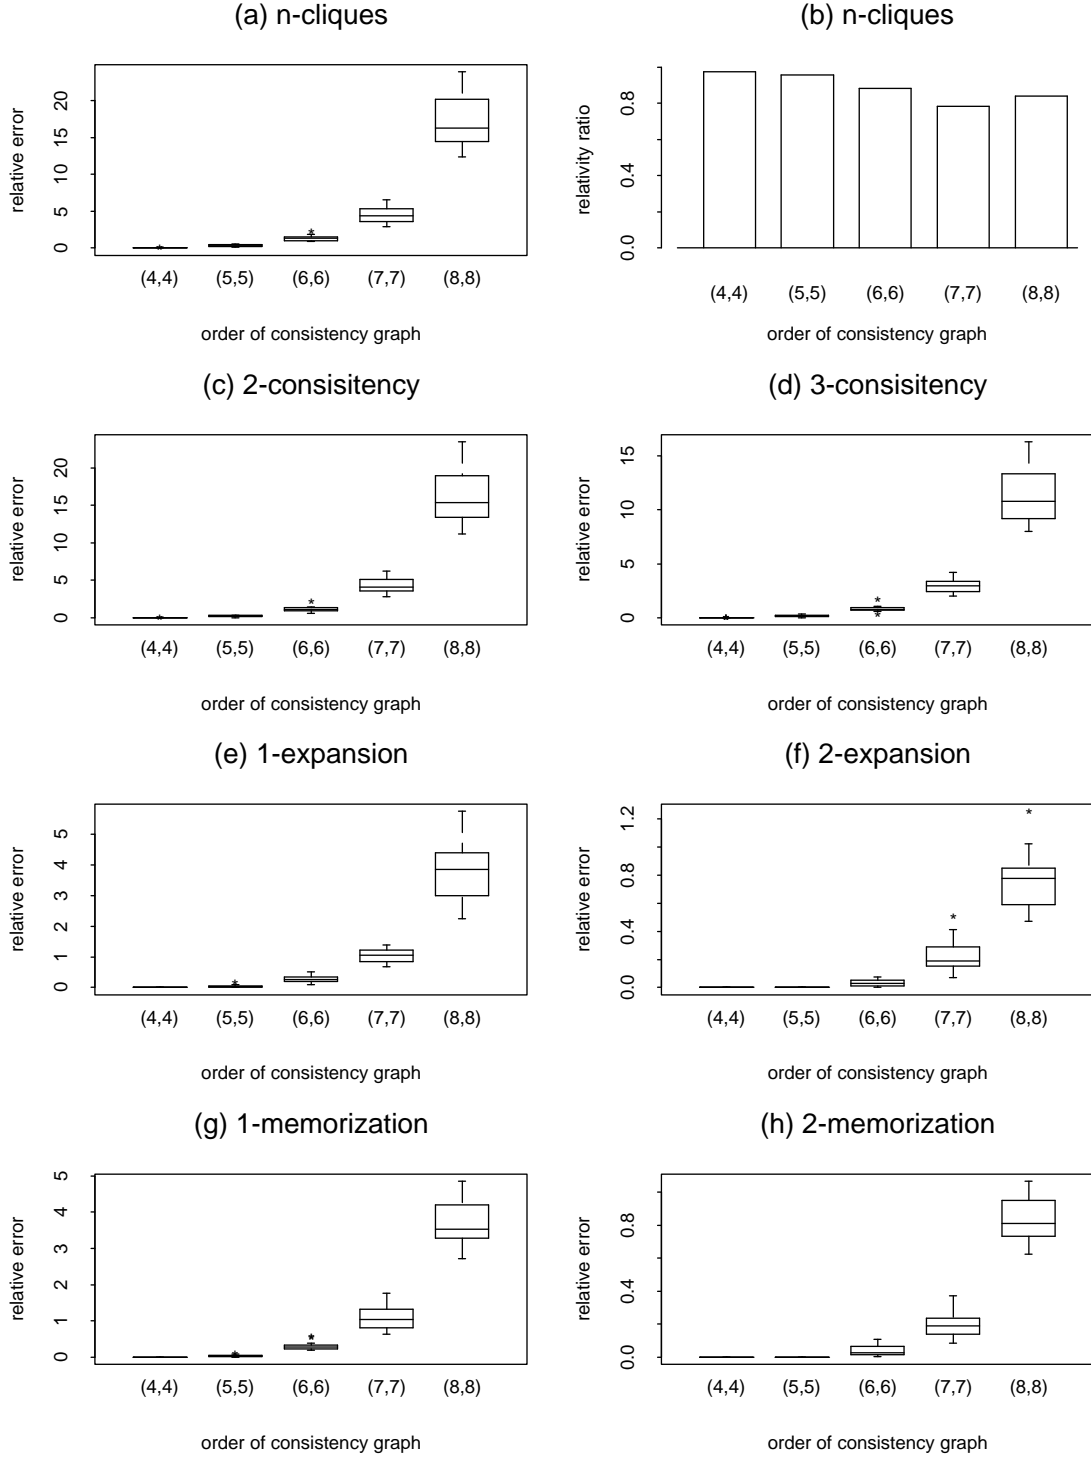 (a) n-cliques
relative error
20
15
10
5
0
(4,4) (5,5) (6,6) (7,7) (8,8)
order of consistency graph
(b) n-cliques
relativity ratio
0.8
0.4
0.0
(4,4) (5,5) (6,6) (7,7) (8,8)
order of consistency graph
(c) 2-consisitency
relative error
20
15
10
5
0
(4,4) (5,5) (6,6) (7,7) (8,8)
order of consistency graph
(d) 3-consisitency
relative error
15
10
5
0
(4,4) (5,5) (6,6) (7,7) (8,8)
order of consistency graph
(e) 1-expansion
relative error
5
4
3
2
1
0
(4,4) (5,5) (6,6) (7,7) (8,8)
order of consistency graph
(f) 2-expansion
relative error
1.2
0.8
0.4
0.0
(4,4) (5,5) (6,6) (7,7) (8,8)
order of consistency graph
(g) 1-memorization
relative error
5
4
3
2
1
0
(4,4) (5,5) (6,6) (7,7) (8,8)
order of consistency graph
(h) 2-memorization
relative error
0.8
0.4
0.0
(4,4) (5,5) (6,6) (7,7) (8,8)
order of consistency graph